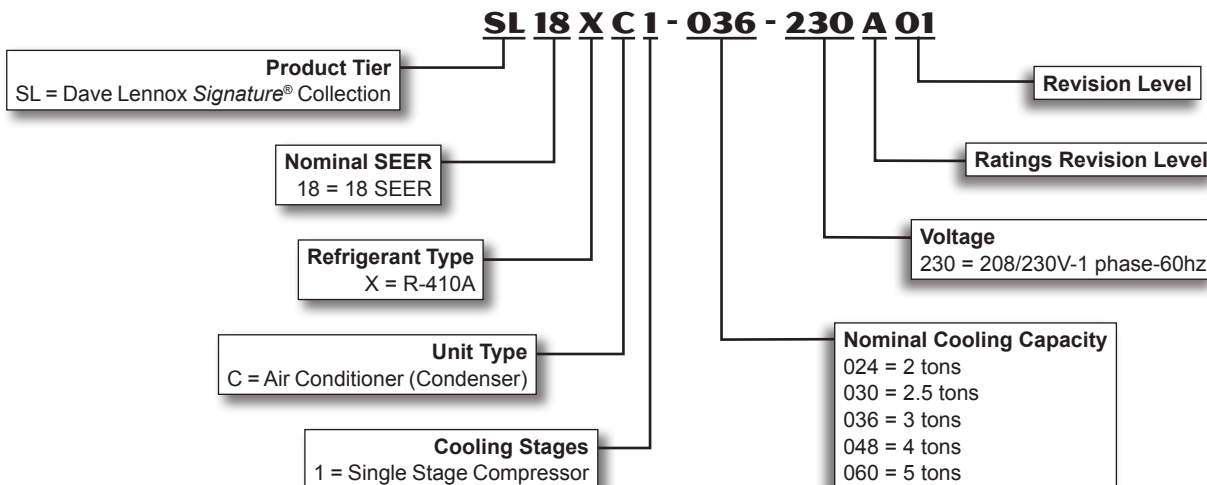 SL 18 X C 1 - 036 - 230 A 01
Product Tier
SL = Dave Lennox Signature® Collection
Revision Level
Nominal SEER
18 = 18 SEER
Ratings Revision Level
Refrigerant Type
X = R-410A
Voltage
230 = 208/230V-1 phase-60hz
Unit Type
C = Air Conditioner (Condenser)
Nominal Cooling Capacity
024 = 2 tons
030 = 2.5 tons
036 = 3 tons
048 = 4 tons
060 = 5 tons
Cooling Stages
1 = Single Stage Compressor